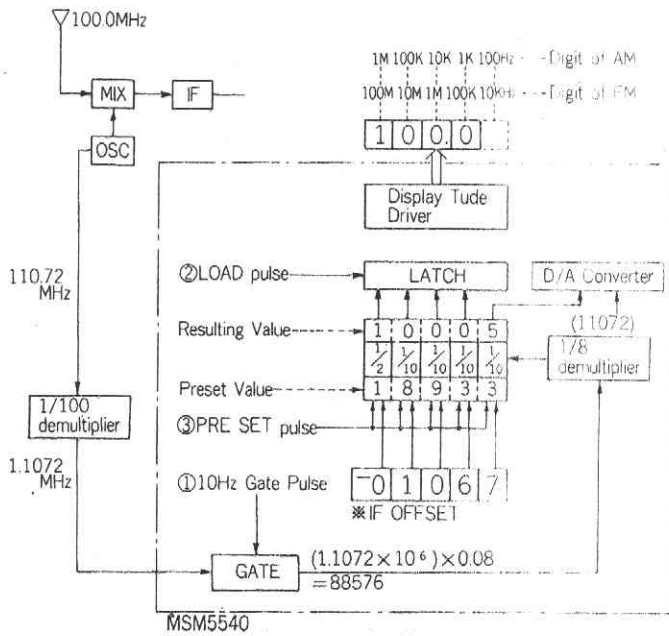 100.0MHz
1M 100K 10K 1K 100Hz ---Digit of AM
MIX
IF
100M 10M 1M 100K 10KHz ---Digit of FM
1 0 0. 0
OSC
Display Tude
Driver
②LOAD pulse
LATCH
D/A Converter
110.72
MHz
Resulting Value
1 0 0 0 5
(11072)
1/2 1/10 1/10 1/10 1/10
1/8
demultiplier
Preset Value
1 8 9 3 3
1/100
demultiplier
③PRE SET pulse
1.1072
MHz
①10Hz Gate Pulse
-0 1 0 6 7
※IF OFFSET
GATE
(1.1072×10⁶)×0.08
=88576
MSM5540